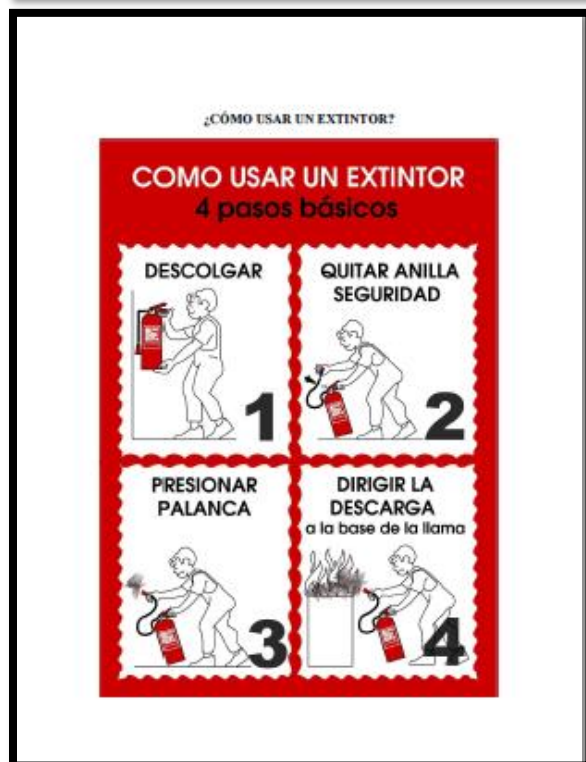 ¿CÓMO USAR UN EXTINTOR?
COMO USAR UN EXTINTOR
4 pasos básicos
DESCOLGAR
1
QUITAR ANILLA
SEGURIDAD
2
PRESIONAR
PALANCA
3
DIRIGIR LA
DESCARGA
a la base de la llama
4